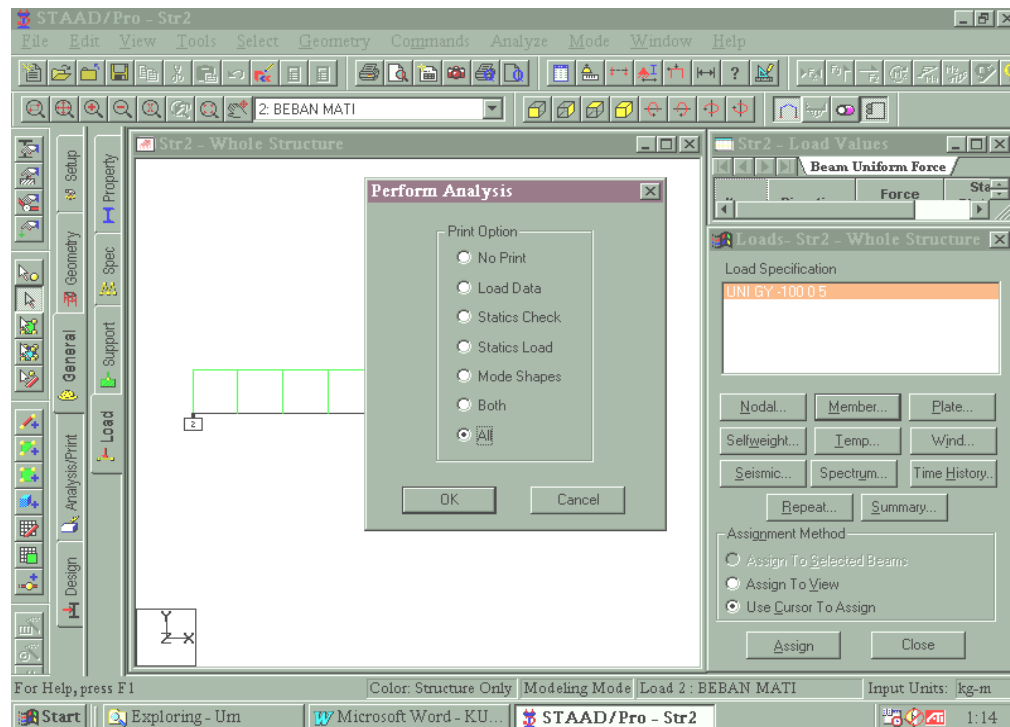 STAAD/Pro - Str2
File Edit View Tools Select Geometry Commands Analyze Mode Window Help
2: BEBAN MATI
Setup
Geometry
General
Analysis/Print
Design
Property
Spec
Support
Load
Str2 - Whole Structure
2
Y
Z X
Perform Analysis
Print Option
No Print
Load Data
Statics Check
Statics Load
Mode Shapes
Both
All
OK Cancel
Str2 - Load Values
Beam Uniform Force
Force
Loads- Str2 - Whole Structure
Load Specification
UNI GY -100 0 5
Nodal... Member... Plate...
Selfweight... Temp... Wind...
Seismic... Spectrum... Time History..
Repeat... Summary...
Assignment Method
Assign To Selected Beams
Assign To View
Use Cursor To Assign
Assign Close
For Help, press F1 Color: Structure Only Modeling Mode Load 2 : BEBAN MATI Input Units: kg-m
Start Exploring - Um Microsoft Word - KU... STAAD/Pro - Str2 1:14